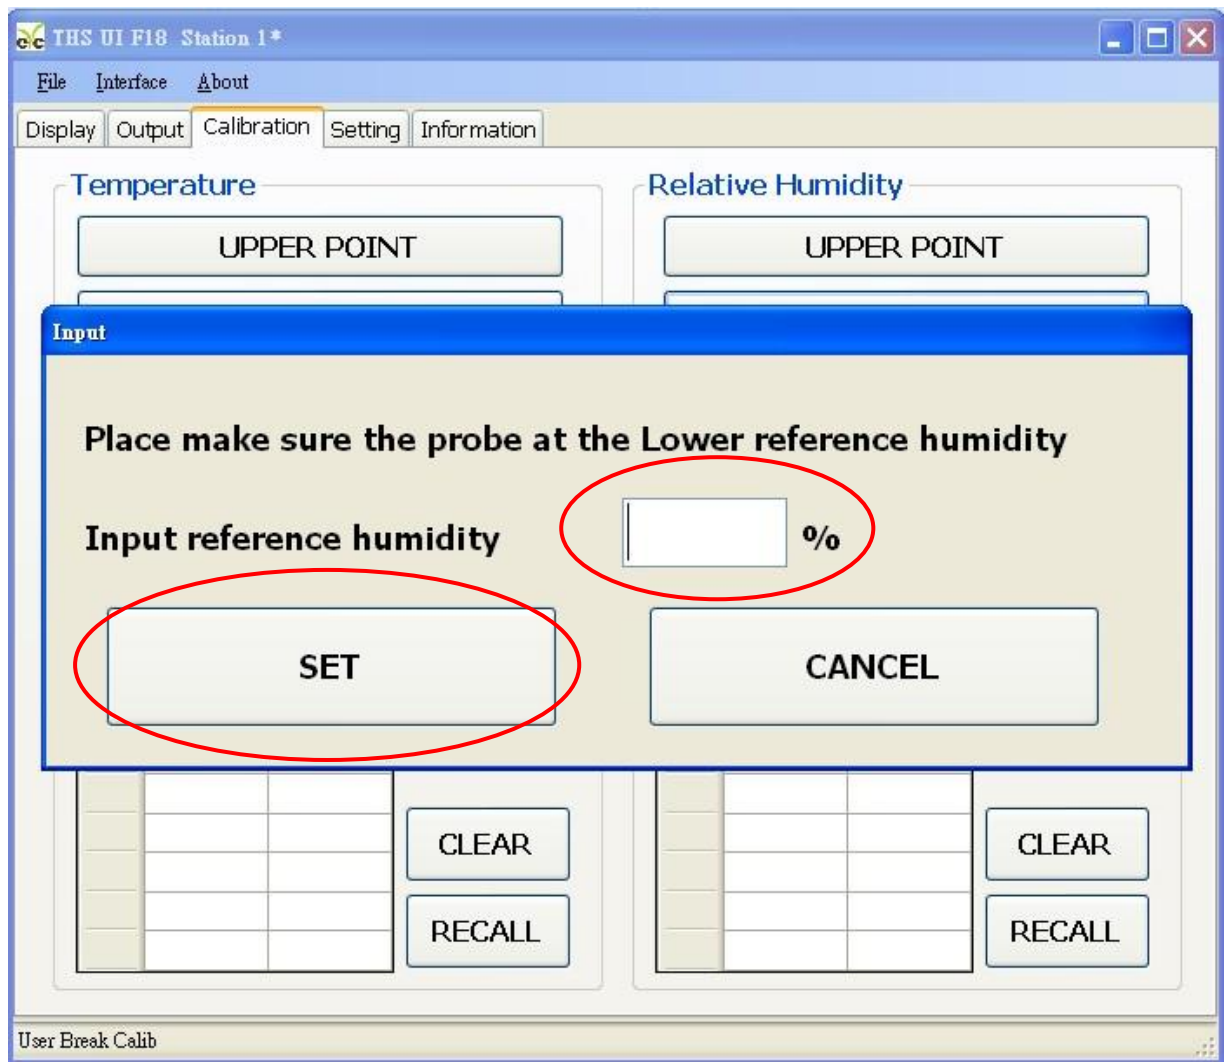 THS UI F18 Station 1*
File Interface About
Display Output Calibration Setting Information
Temperature Relative Humidity
UPPER POINT UPPER POINT
Input
Place make sure the probe at the Lower reference humidity
Input reference humidity %
SET CANCEL
CLEAR CLEAR
RECALL RECALL
User Break Calib